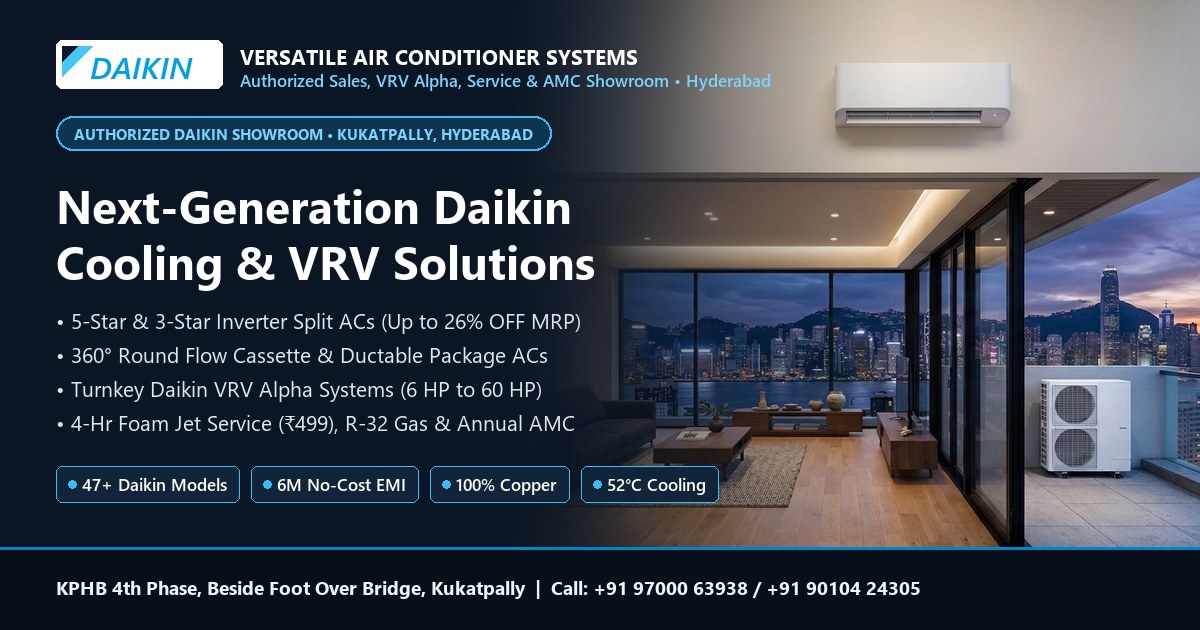 DAIKIN
VERSATILE AIR CONDITIONER SYSTEMS
Authorized Sales, VRV Alpha, Service & AMC Showroom • Hyderabad
AUTHORIZED DAIKIN SHOWROOM • KUKATPALLY, HYDERABAD
Next-Generation Daikin
Cooling & VRV Solutions
• 5-Star & 3-Star Inverter Split ACs (Up to 26% OFF MRP)
• 360° Round Flow Cassette & Ductable Package ACs
• Turnkey Daikin VRV Alpha Systems (6 HP to 60 HP)
• 4-Hr Foam Jet Service (₹499), R-32 Gas & Annual AMC
● 47+ Daikin Models
● 6M No-Cost EMI
● 100% Copper
● 52°C Cooling
KPHB 4th Phase, Beside Foot Over Bridge, Kukatpally | Call: +91 97000 63938 / +91 90104 24305